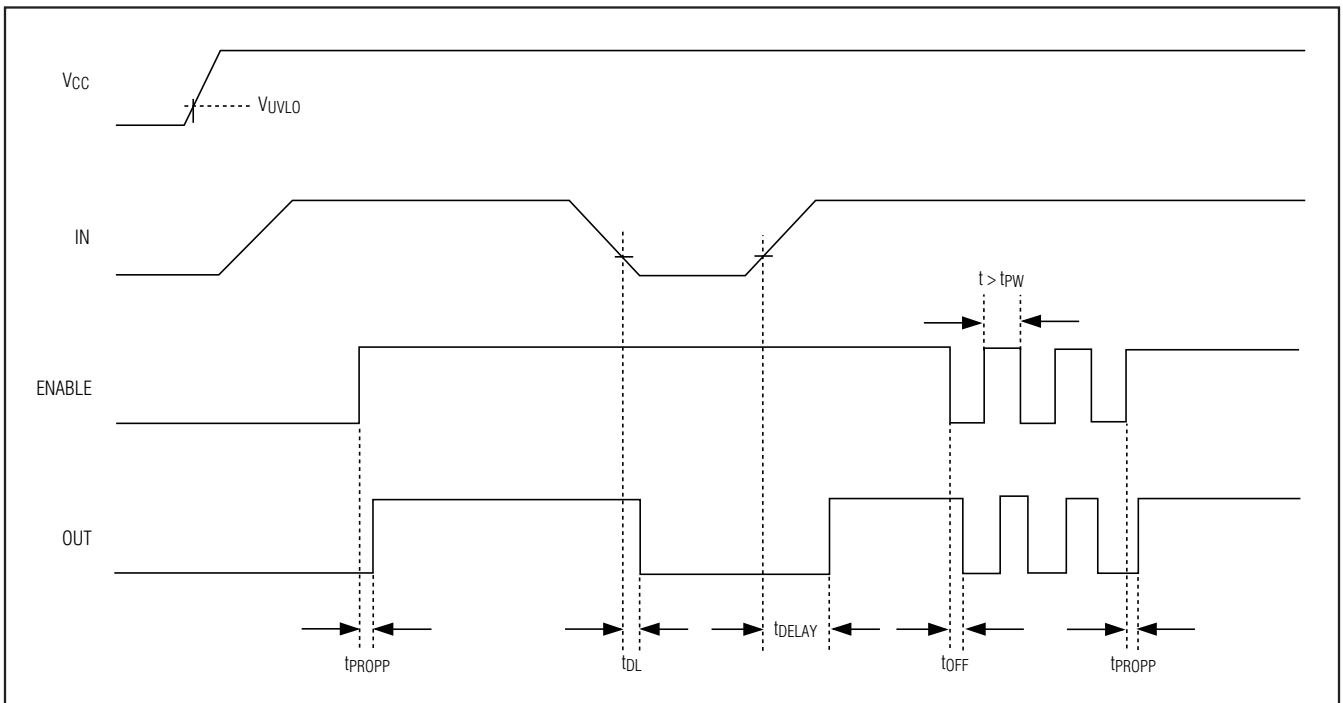 VCC
VUVLO
IN
t > tPW
ENABLE
OUT
tDELAY
tPROPP
tDL
tOFF
tPROPP